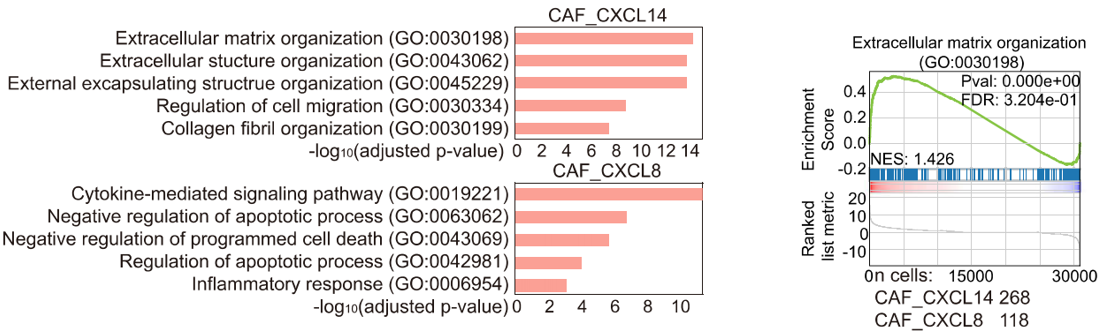 CAF_CXCL14
Extracellular matrix organization (GO:0030198)
Extracellular stucture organization (GO:0043062)
External excapsulating structrue organization (GO:0045229)
Regulation of cell migration (GO:0030334)
Collagen fibril organization (GO:0030199)
-log₁₀(adjusted p-value) 0 2 4 6 8 10 12 14
CAF_CXCL8
Cytokine-mediated signaling pathway (GO:0019221)
Negative regulation of apoptotic process (GO:0063062)
Negative regulation of programmed cell death (GO:0043069)
Regulation of apoptotic process (GO:0042981)
Inflammatory response (GO:0006954)
-log₁₀(adjusted p-value) 0 2 4 6 8 10
Extracellular matrix organization
(GO:0030198)
Pval: 0.000e+00
FDR: 3.204e-01
Enrichment
Score
0.4
0.2
0.0
-0.2
NES: 1.426
Ranked
list metric
20
10
0
-10
0 15000 30000
n cells:
CAF_CXCL14 268
CAF_CXCL8 118